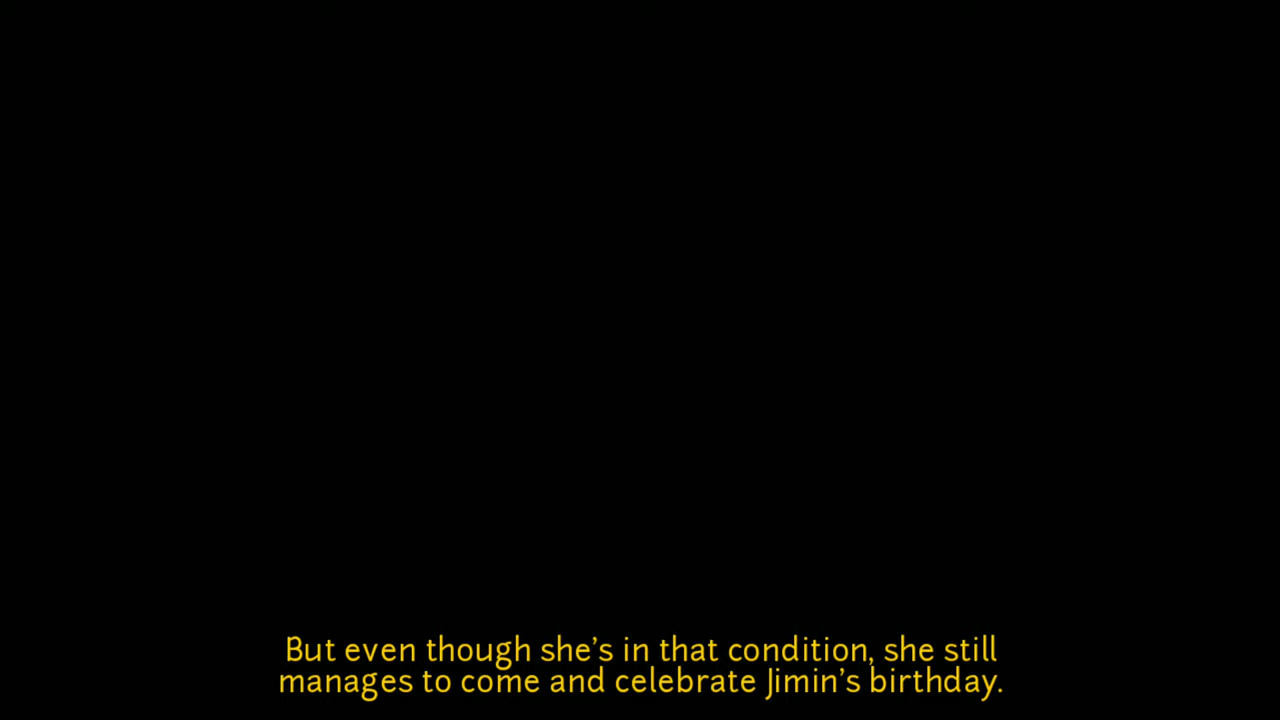 But even though she's in that condition, she still
manages to come and celebrate Jimin's birthday.